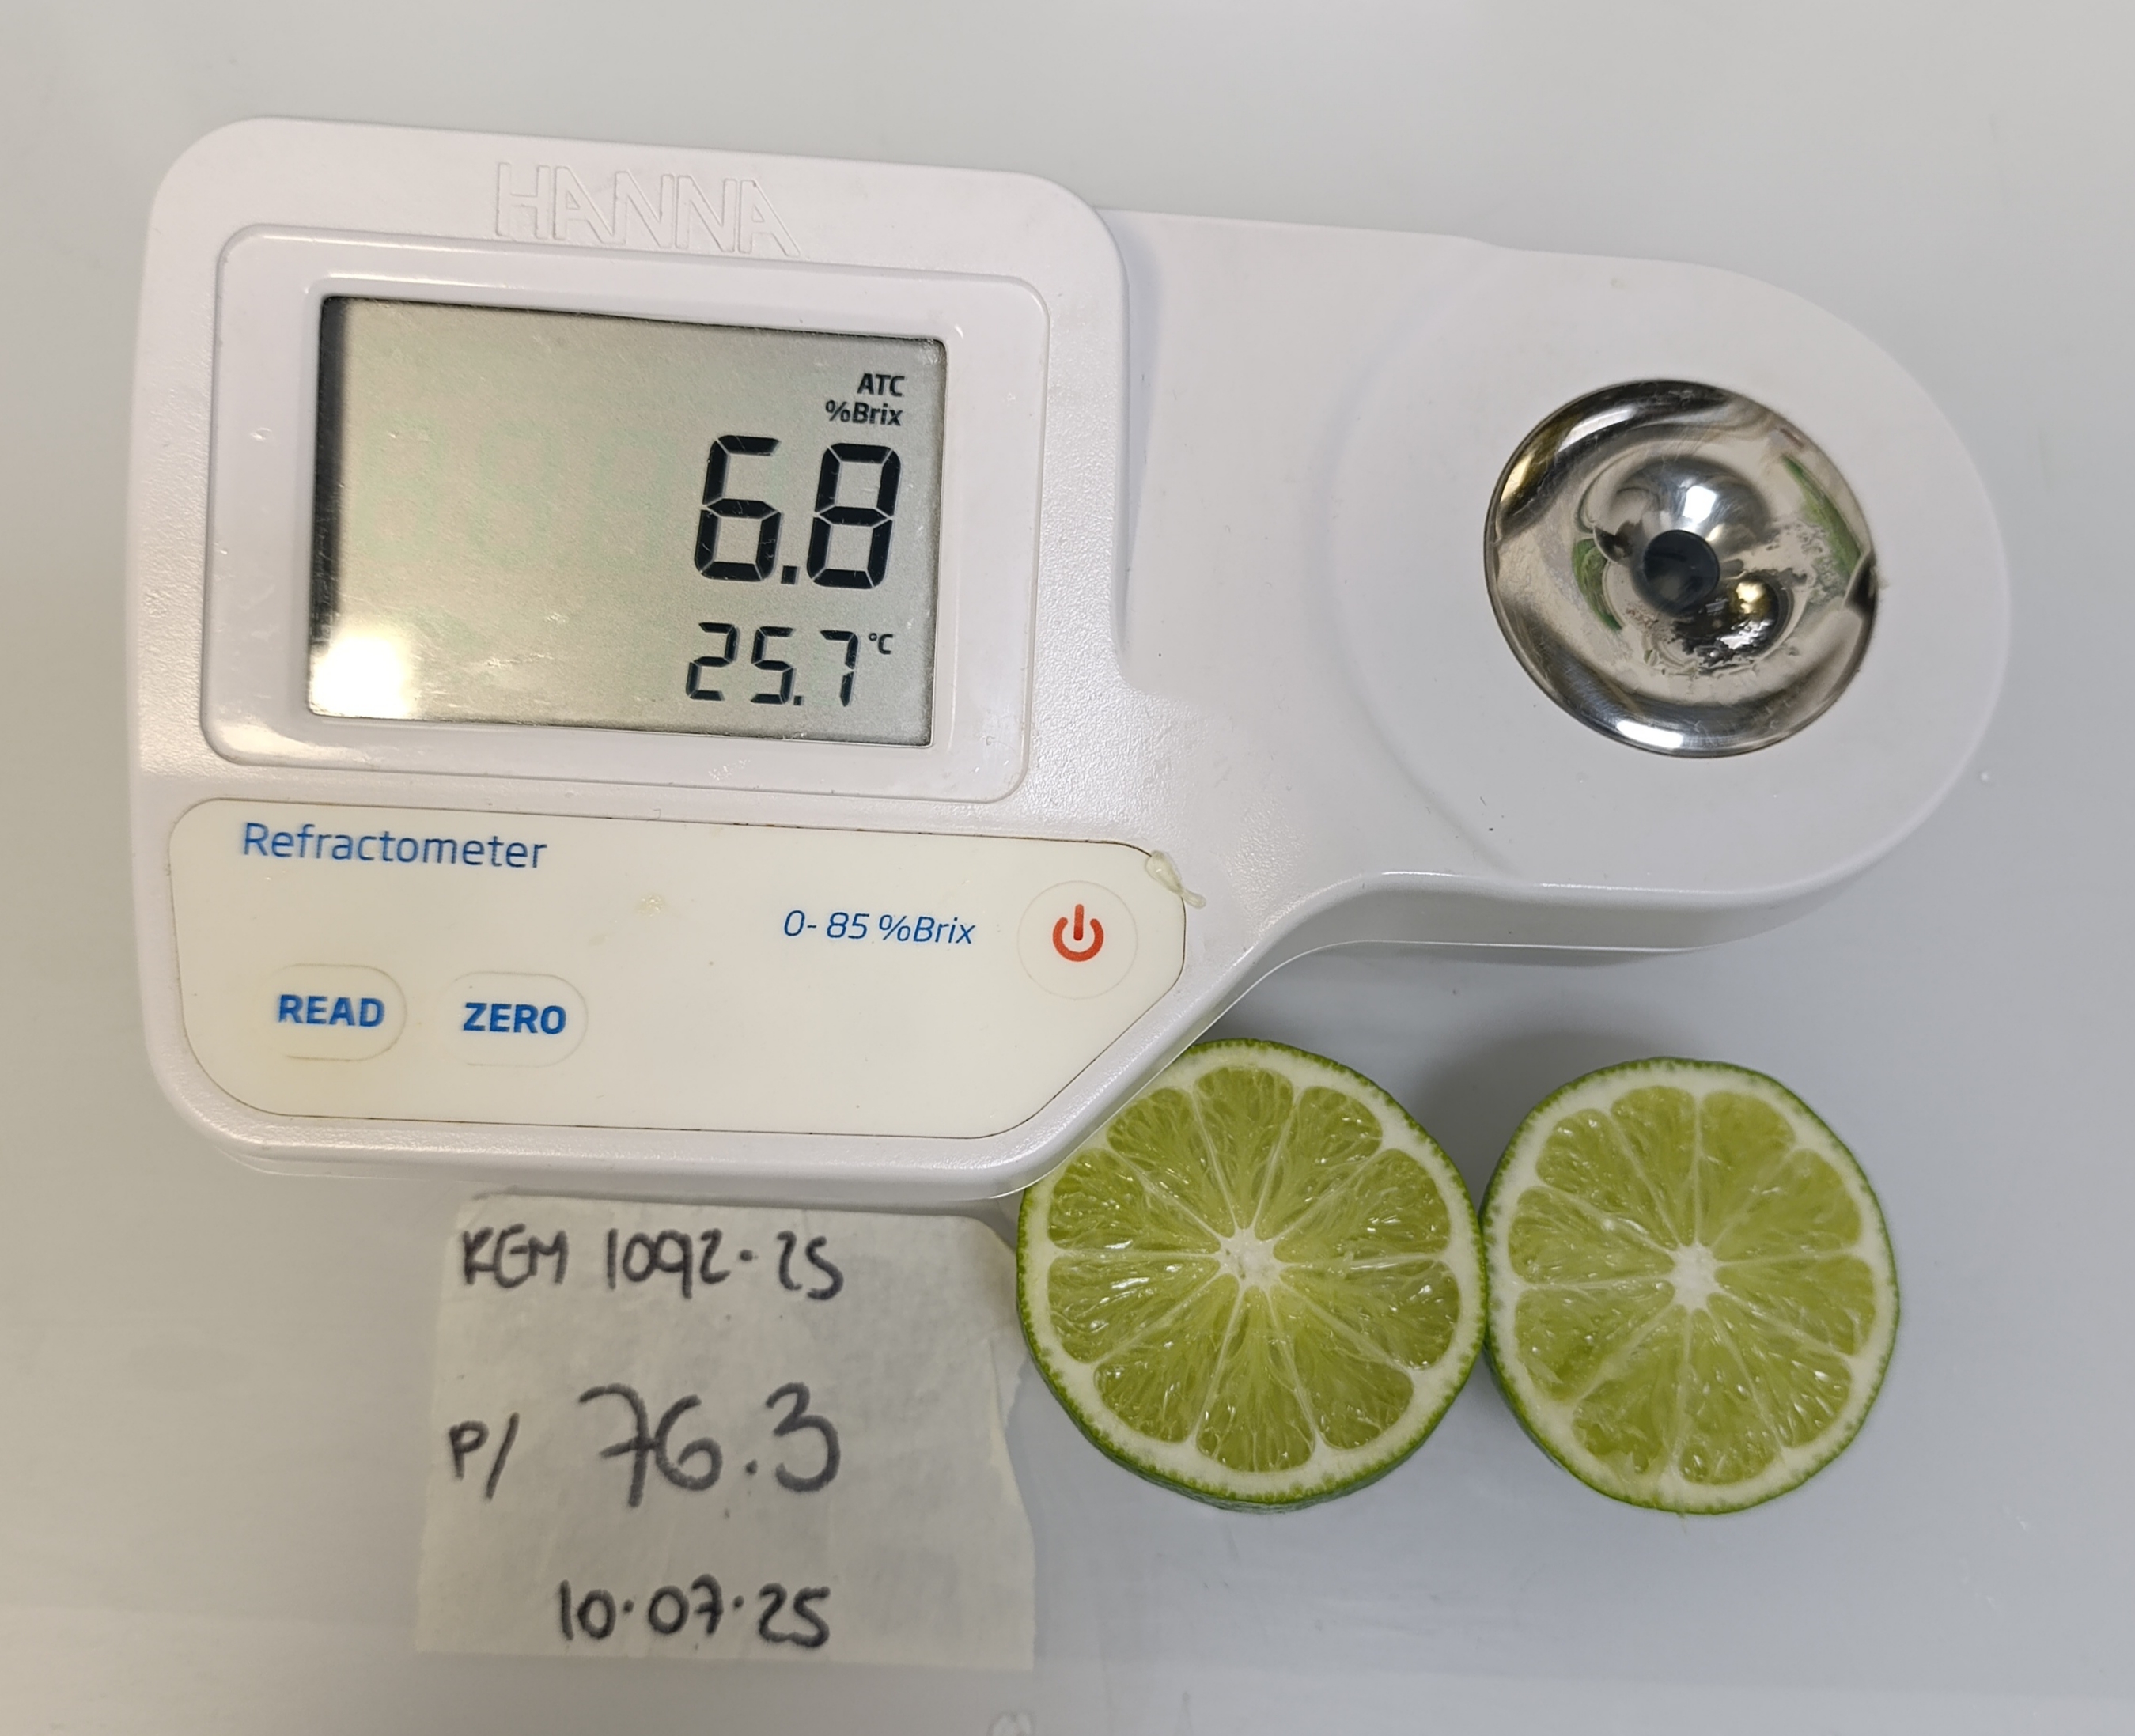 HANNA
ATC
%Brix
6.8
25.7 °C
Refractometer
0-85 %Brix
READ ZERO
KEM 1092.25
P/ 76.3
10.07.25